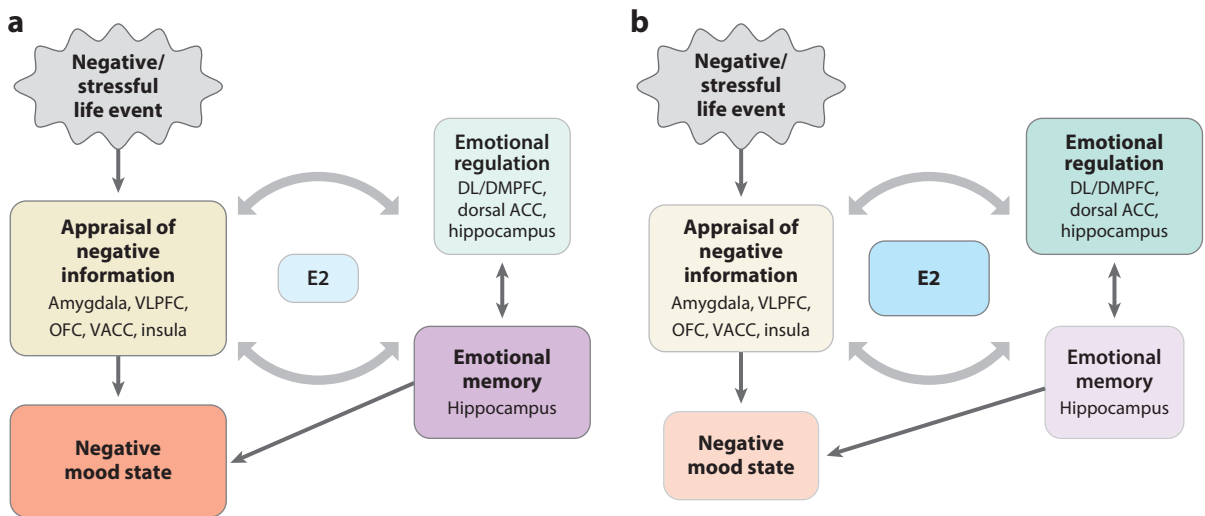 a
Negative/
stressful
life event
Emotional
regulation
DL/DMPFC,
dorsal ACC,
hippocampus
Appraisal of
negative
information
Amygdala, VLPFC,
OFC, VACC, insula
E2
Emotional
memory
Hippocampus
Negative
mood state
b
Negative/
stressful
life event
Emotional
regulation
DL/DMPFC,
dorsal ACC,
hippocampus
Appraisal of
negative
information
Amygdala, VLPFC,
OFC, VACC, insula
E2
Emotional
memory
Hippocampus
Negative
mood state